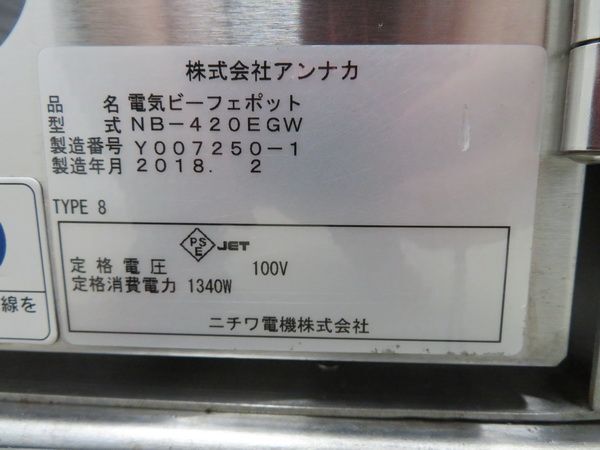 株式会社アンナカ
品名 電気ビーフェポット
型式 NB-420EGW
製造番号 Y007250-1
製造年月 2018. 2
TYPE 8
PSE JET
定格電圧 100V
定格消費電力 1340W
ニチワ電機株式会社
線を